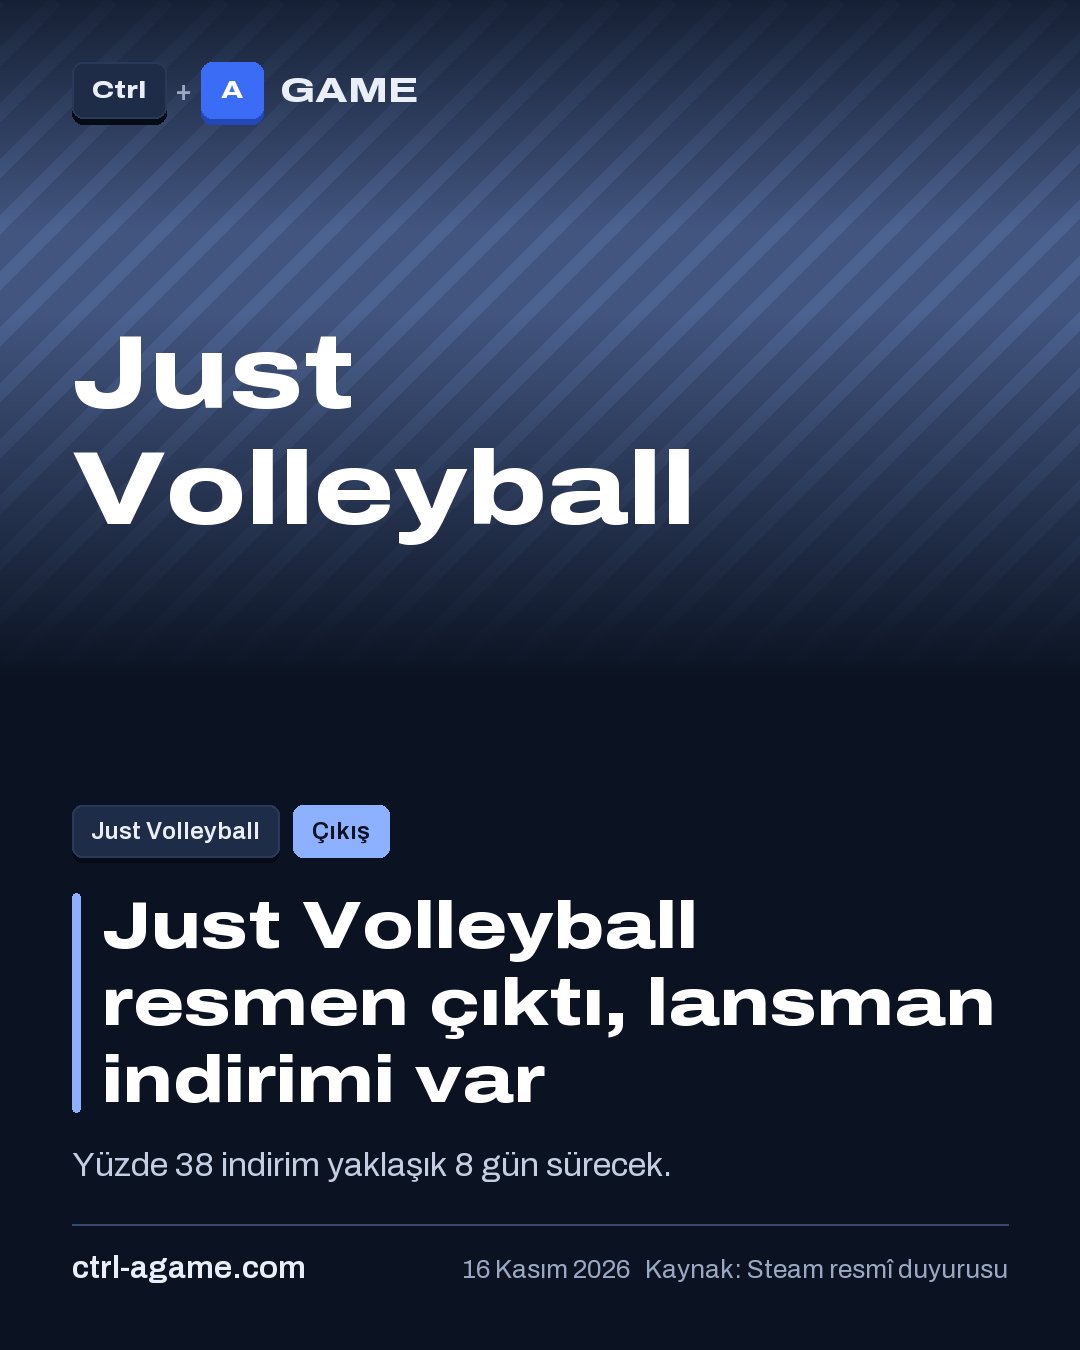 Ctrl + A GAME
Just
Volleyball
Just Volleyball Çıkış
Just Volleyball
resmen çıktı, lansman
indirimi var
Yüzde 38 indirim yaklaşık 8 gün sürecek.
ctrl-agame.com 16 Kasım 2026 Kaynak: Steam resmî duyurusu